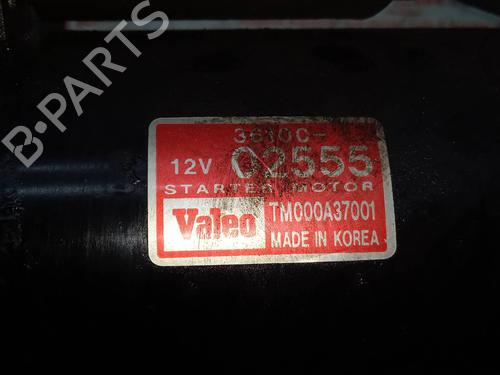 36100-
12V 02555
STARTER MOTOR
Valeo TM000A37001
MADE IN KOREA
B-PARTS